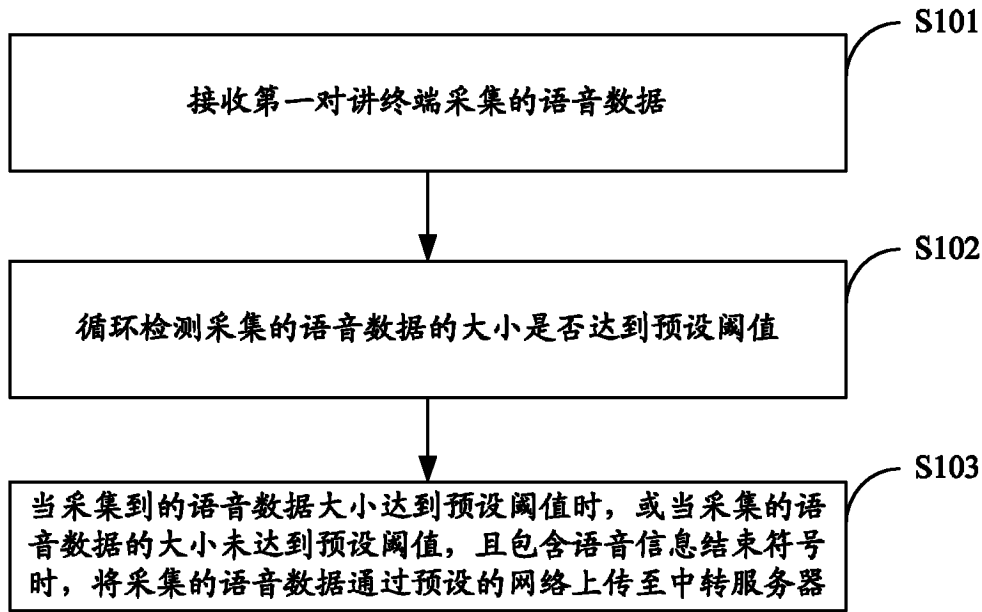 S101
接收第一对讲终端采集的语音数据
S102
循环检测采集的语音数据的大小是否达到预设阈值
S103
当采集到的语音数据大小达到预设阈值时，或当采集的语
音数据的大小未达到预设阈值，且包含语音信息结束符号
时，将采集的语音数据通过预设的网络上传至中转服务器